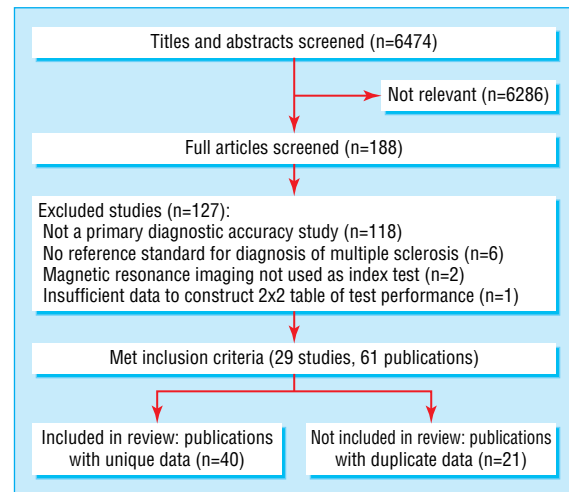 Titles and abstracts screened (n=6474)
Not relevant (n=6286)
Full articles screened (n=188)
Excluded studies (n=127):
Not a primary diagnostic accuracy study (n=118)
No reference standard for diagnosis of multiple sclerosis (n=6)
Magnetic resonance imaging not used as index test (n=2)
Insufficient data to construct 2x2 table of test performance (n=1)
Met inclusion criteria (29 studies, 61 publications)
Included in review: publications
with unique data (n=40)
Not included in review: publications
with duplicate data (n=21)